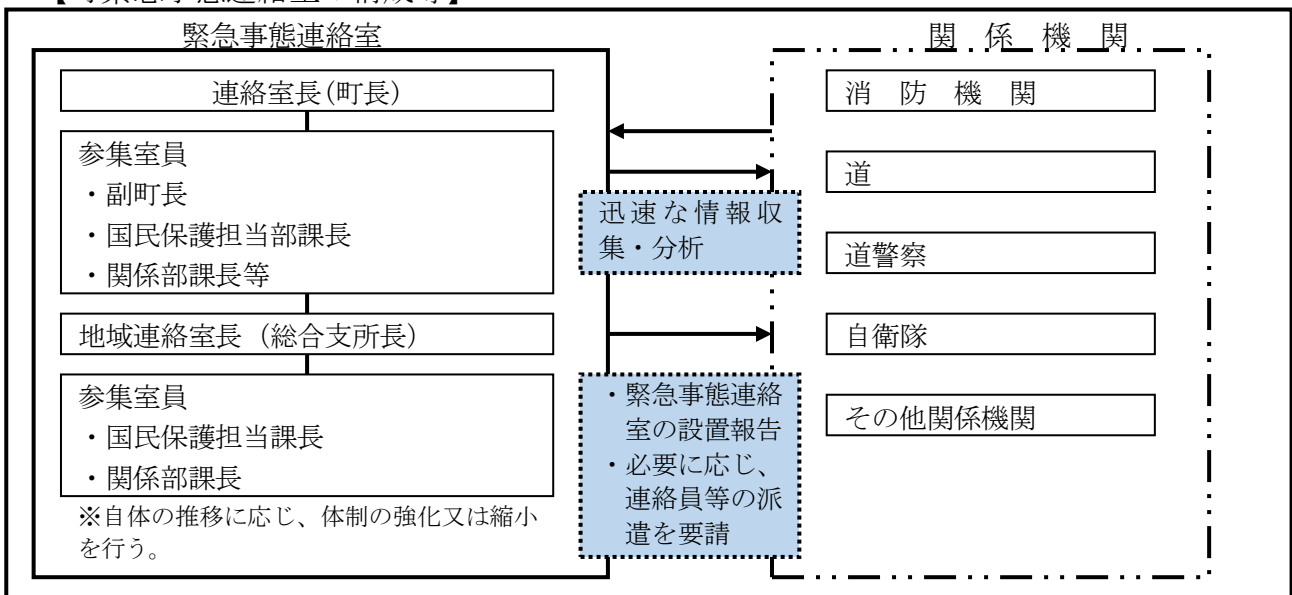 緊急事態連絡室
連絡室長(町長)
参集室員
・副町長
・国民保護担当部課長
・関係部課長等
地域連絡室長（総合支所長）
参集室員
・国民保護担当課長
・関係部課長
※自体の推移に応じ、体制の強化又は縮小
を行う。
迅速な情報収
集・分析
・緊急事態連絡
室の設置報告
・必要に応じ、
連絡員等の派
遣を要請
関係機関
消防機関
道
道警察
自衛隊
その他関係機関